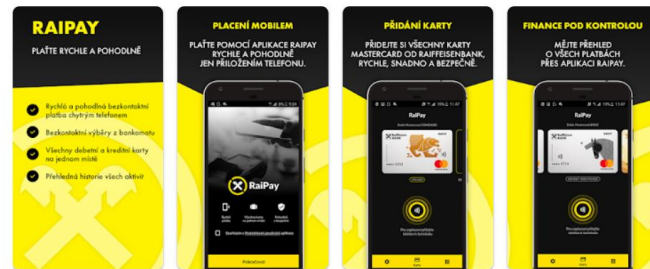 RAIPAY
PLAŤTE RYCHLE A POHODLNĚ
Rychlá a pohodlná bezkontaktní
platba chytrým telefonem
Bezkontaktní výběry z bankomatu
Všechny debetní a kreditní karty
na jednom místě
Přehledná historie všech aktivit
PLACENÍ MOBILEM
PLAŤTE POMOCÍ APLIKACE RAIPAY
RYCHLE A POHODLNĚ
JEN PŘILOŽENÍM TELEFONU.
RaiPay
Pokračovat
PŘIDÁNÍ KARTY
PŘIDEJTE SI VŠECHNY KARTY
MASTERCARD OD RAIFFEISENBANK,
RYCHLE, SNADNO A BEZPEČNĚ.
RaiPay
FINANCE POD KONTROLOU
MĚJTE PŘEHLED
O VŠECH PLATBÁCH
PŘES APLIKACI RAIPAY.
RaiPay